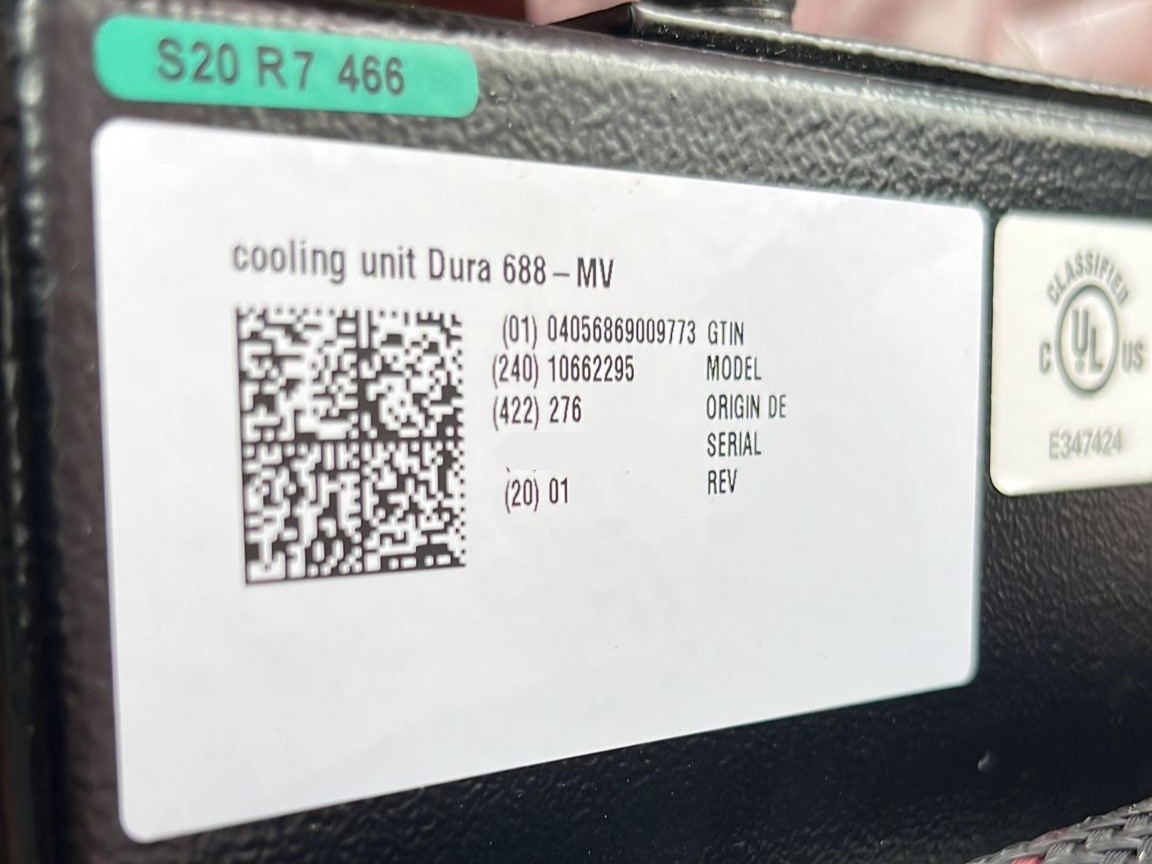 S20 R7 466
cooling unit Dura 688 – MV
(01) 04056869009773 GTIN
(240) 10662295 MODEL
(422) 276 ORIGIN DE
SERIAL
(20) 01 REV
CLASSIFIED
C UL US
E347424